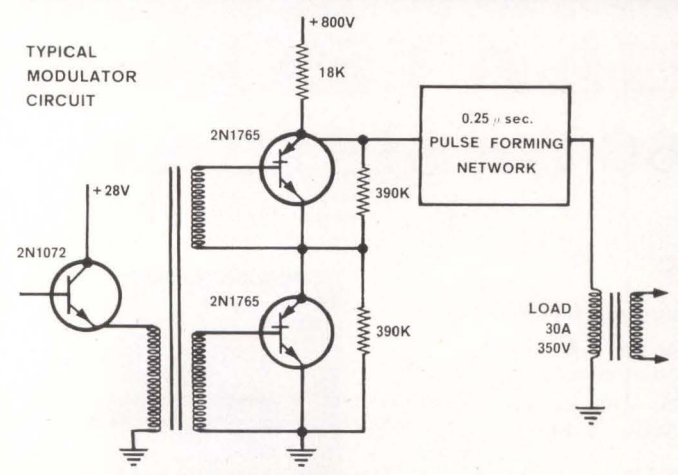 TYPICAL
MODULATOR
CIRCUIT
+800V
18K
2N1765
0.25 μ sec.
PULSE FORMING
NETWORK
390K
+28V
2N1072
2N1765
390K
LOAD
30A
350V